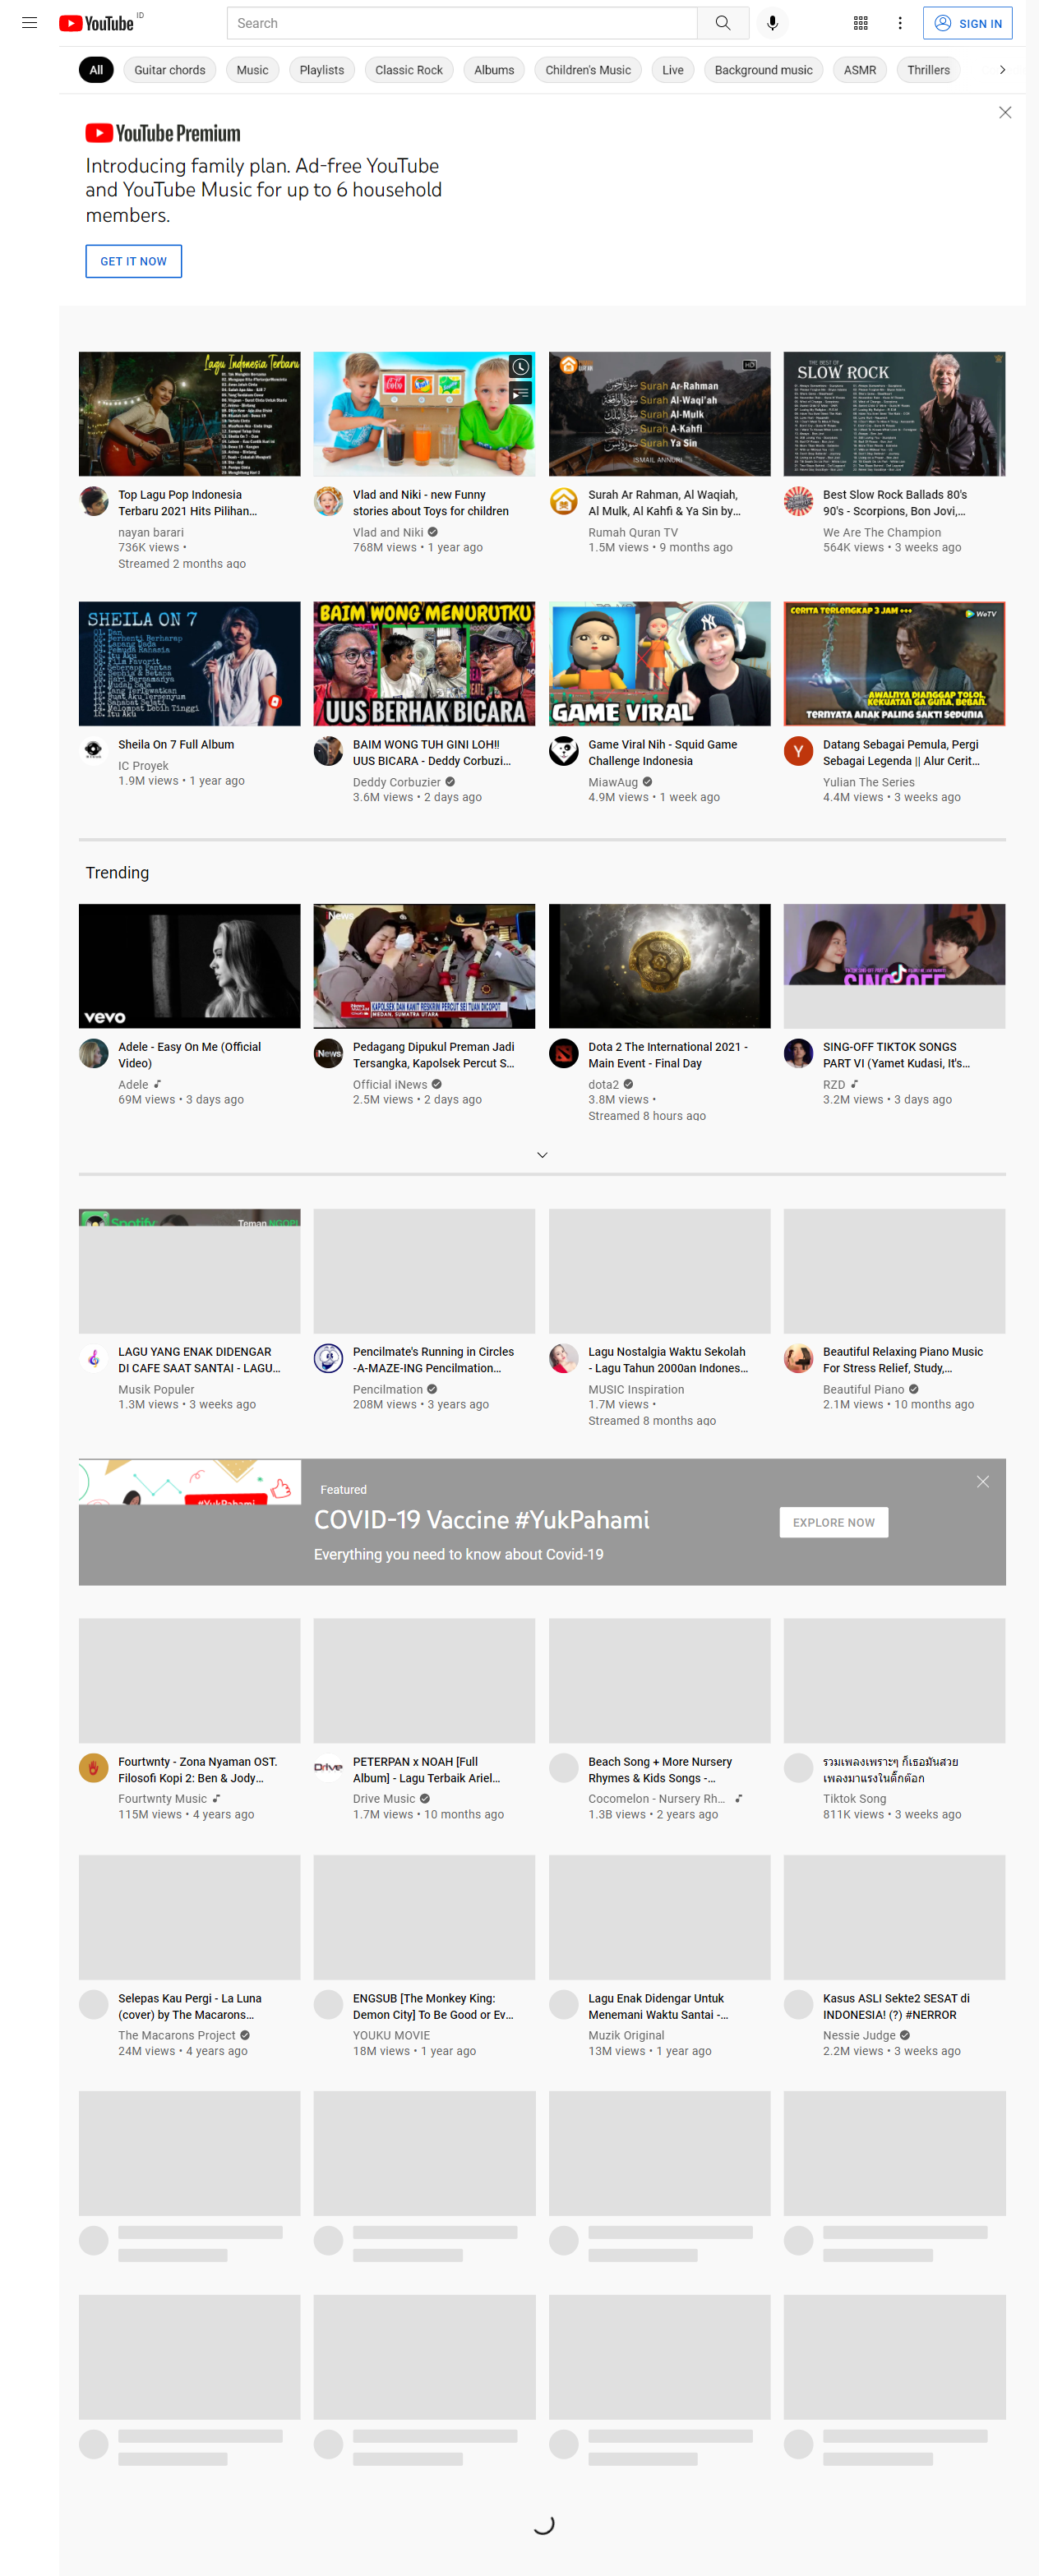 YouTube ID
Search
SIGN IN
All
Guitar chords
Music
Playlists
Classic Rock
Albums
Children's Music
Live
Background music
ASMR
Thrillers
YouTube Premium
Introducing family plan. Ad-free YouTube
and YouTube Music for up to 6 household
members.
GET IT NOW
Lagu Indonesia Terbaru
Surah Ar-Rahman
Surah Al-Waqi'ah
Surah Al-Mulk
Surah A-Kahfi
Surah Ya Sin
ISMAIL ANNURI
HD
THE BEST OF
SLOW ROCK
Top Lagu Pop Indonesia
Terbaru 2021 Hits Pilihan...
nayan barari
736K views •
Streamed 2 months ago
Vlad and Niki - new Funny
stories about Toys for children
Vlad and Niki
768M views • 1 year ago
Surah Ar Rahman, Al Waqiah,
Al Mulk, Al Kahfi & Ya Sin by...
Rumah Quran TV
1.5M views • 9 months ago
Best Slow Rock Ballads 80's
90's - Scorpions, Bon Jovi,...
We Are The Champion
564K views • 3 weeks ago
SHEILA ON 7
01. Dan
BAIM WONG MENURUTKU
UUS BERHAK BICARA
GAME VIRAL
CERITA TERLENGKAP 3 JAM +++
WeTV
AWALNYA DIANGGAP TOLOL
KEKUATAN GA GUNA. BEBAN.
TERNYATA ANAK PALING SAKTI SEDUNIA
Sheila On 7 Full Album
IC Proyek
1.9M views • 1 year ago
BAIM WONG TUH GINI LOH!!
UUS BICARA - Deddy Corbuzi...
Deddy Corbuzier
3.6M views • 2 days ago
Game Viral Nih - Squid Game
Challenge Indonesia
MiawAug
4.9M views • 1 week ago
Y
Datang Sebagai Pemula, Pergi
Sebagai Legenda || Alur Cerit...
Yulian The Series
4.4M views • 3 weeks ago
Trending
vevo
iNews
KAPOLSEK DAN KANIT RESKRIM PERCUT SEI TUAN DICOPOT
MEDAN, SUMATRA UTARA
SING-OFF
Adele - Easy On Me (Official
Video)
Adele
69M views • 3 days ago
iNews
Pedagang Dipukul Preman Jadi
Tersangka, Kapolsek Percut S...
Official iNews
2.5M views • 2 days ago
Dota 2 The International 2021 -
Main Event - Final Day
dota2
3.8M views •
Streamed 8 hours ago
SING-OFF TIKTOK SONGS
PART VI (Yamet Kudasi, It's...
RZD
3.2M views • 3 days ago
Spotify
Teman NGOPI
LAGU YANG ENAK DIDENGAR
DI CAFE SAAT SANTAI - LAGU...
Musik Populer
1.3M views • 3 weeks ago
Pencilmate's Running in Circles
-A-MAZE-ING Pencilmation...
Pencilmation
208M views • 3 years ago
Lagu Nostalgia Waktu Sekolah
- Lagu Tahun 2000an Indones...
MUSIC Inspiration
1.7M views •
Streamed 8 months ago
Beautiful Relaxing Piano Music
For Stress Relief, Study,...
Beautiful Piano
2.1M views • 10 months ago
#YukPahami
Featured
COVID-19 Vaccine #YukPahami
Everything you need to know about Covid-19
EXPLORE NOW
Fourtwnty - Zona Nyaman OST.
Filosofi Kopi 2: Ben & Jody...
Fourtwnty Music
115M views • 4 years ago
Drive
PETERPAN x NOAH [Full
Album] - Lagu Terbaik Ariel...
Drive Music
1.7M views • 10 months ago
Beach Song + More Nursery
Rhymes & Kids Songs -...
Cocomelon - Nursery Rh...
1.3B views • 2 years ago
รวมเพลงเพราะๆ ก็เธอมันสวย
เพลงมาแรงในติ๊กต๊อก
Tiktok Song
811K views • 3 weeks ago
Selepas Kau Pergi - La Luna
(cover) by The Macarons...
The Macarons Project
24M views • 4 years ago
ENGSUB [The Monkey King:
Demon City] To Be Good or Ev...
YOUKU MOVIE
18M views • 1 year ago
Lagu Enak Didengar Untuk
Menemani Waktu Santai -...
Muzik Original
13M views • 1 year ago
Kasus ASLI Sekte2 SESAT di
INDONESIA! (?) #NERROR
Nessie Judge
2.2M views • 3 weeks ago